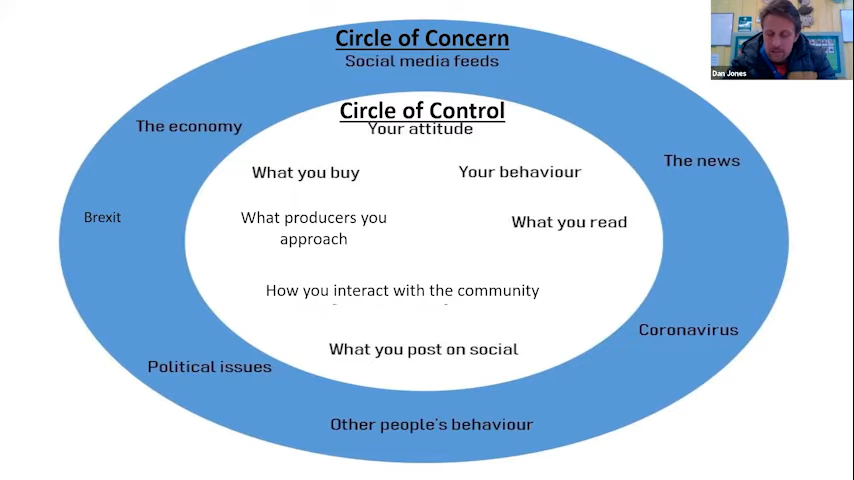 Circle of Concern
Social media feeds
Dan Jones
Circle of Control
Your attitude
The economy
The news
What you buy
Your behaviour
Brexit
What producers you
approach
What you read
How you interact with the community
Coronavirus
What you post on social
Political issues
Other people's behaviour